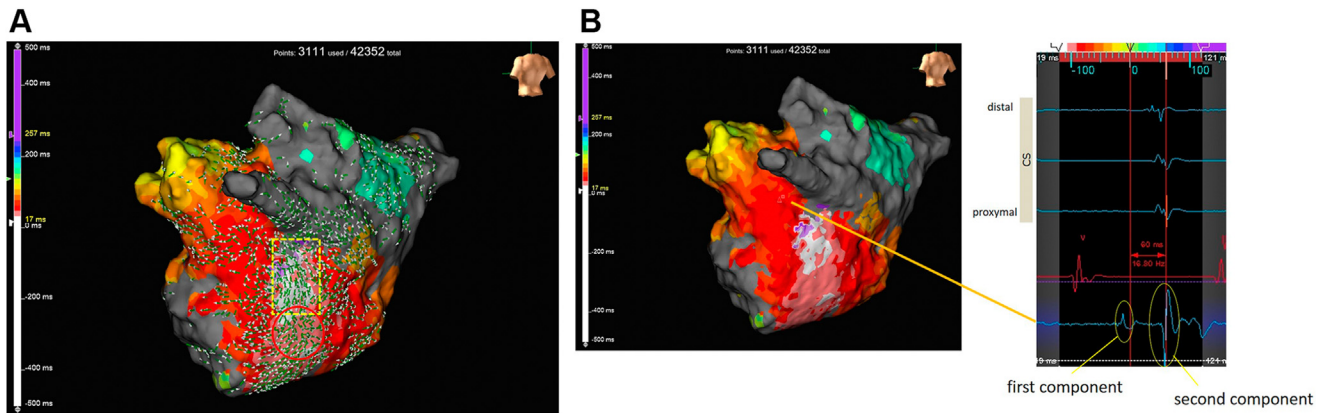 A
B
500 ms
400 ms
257 ms
200 ms
17 ms
0 ms
-200 ms
-400 ms
-500 ms
Points: 3111 used / 42352 total
500 ms
400 ms
257 ms
200 ms
17 ms
0 ms
-200 ms
-400 ms
-500 ms
Points: 3111 used / 42352 total
-100
0
100
121 m
distal
CS
proxymal
V
60 ms
16.80 Hz
121 m
first component
second component